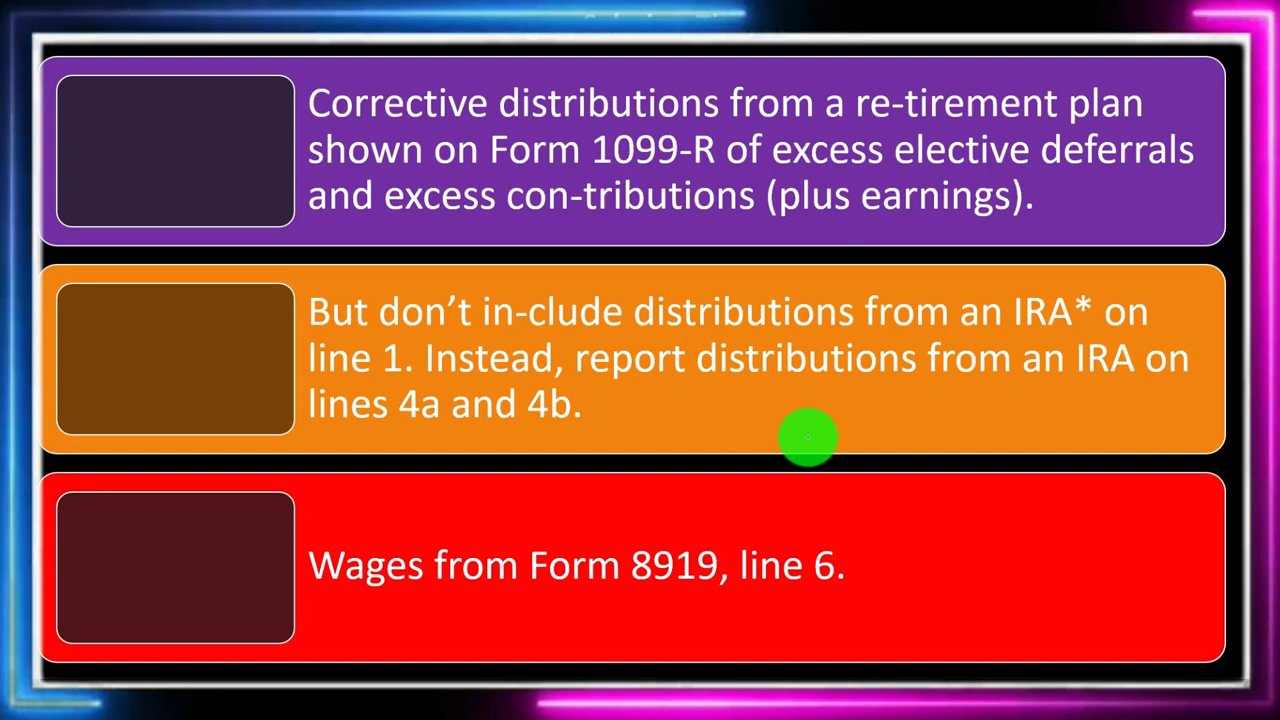 Corrective distributions from a re-tirement plan
shown on Form 1099-R of excess elective deferrals
and excess con-tributions (plus earnings).
But don’t in-clude distributions from an IRA* on
line 1. Instead, report distributions from an IRA on
lines 4a and 4b.
Wages from Form 8919, line 6.